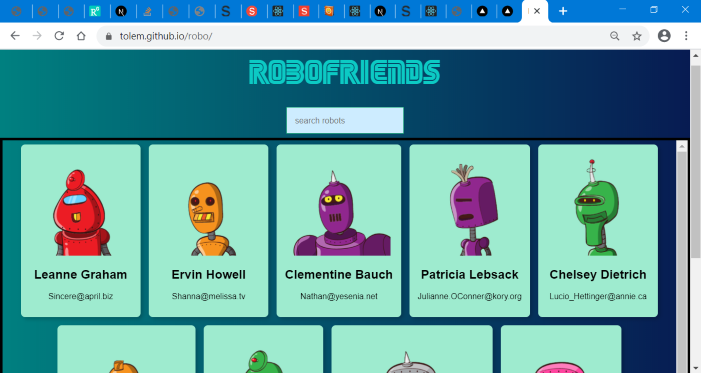 tolem.github.io/robo/
ROBOFRIENDS
search robots
Leanne Graham
Ervin Howell
Clementine Bauch
Patricia Lebsack
Chelsey Dietrich
Sincere@april.biz
Shanna@melissa.tv
Nathan@yesenia.net
Julianne.OConner@kory.org
Lucio_Hettinger@annie.ca